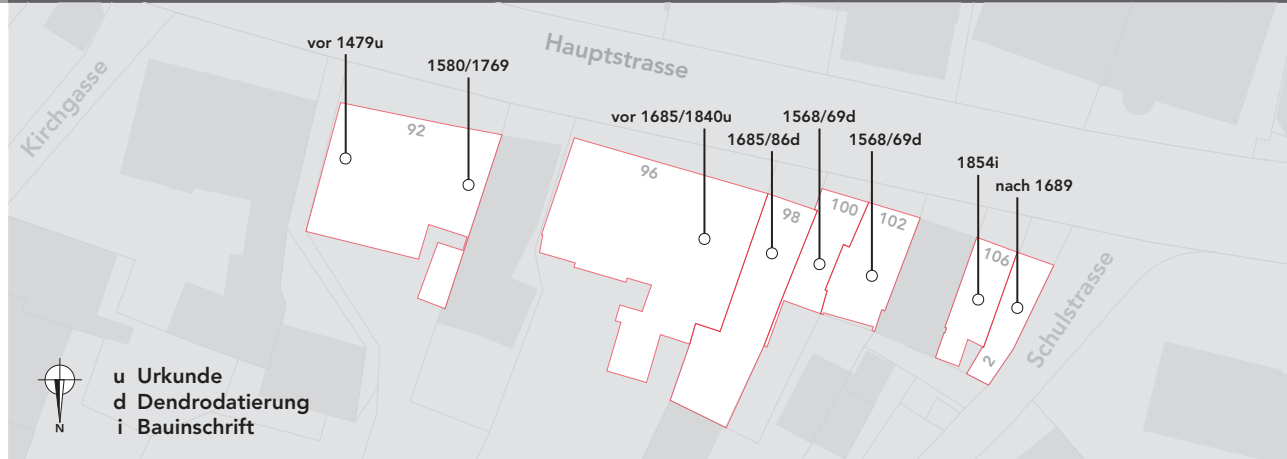 vor 1479u
Hauptstrasse
1580/1769
Kirchgasse
vor 1685/1840u
1568/69d
1685/86d
1568/69d
1854i
nach 1689
92
96
98
100
102
106
2
Schulstrasse
u Urkunde
d Dendrodatierung
i Bauinschrift
N